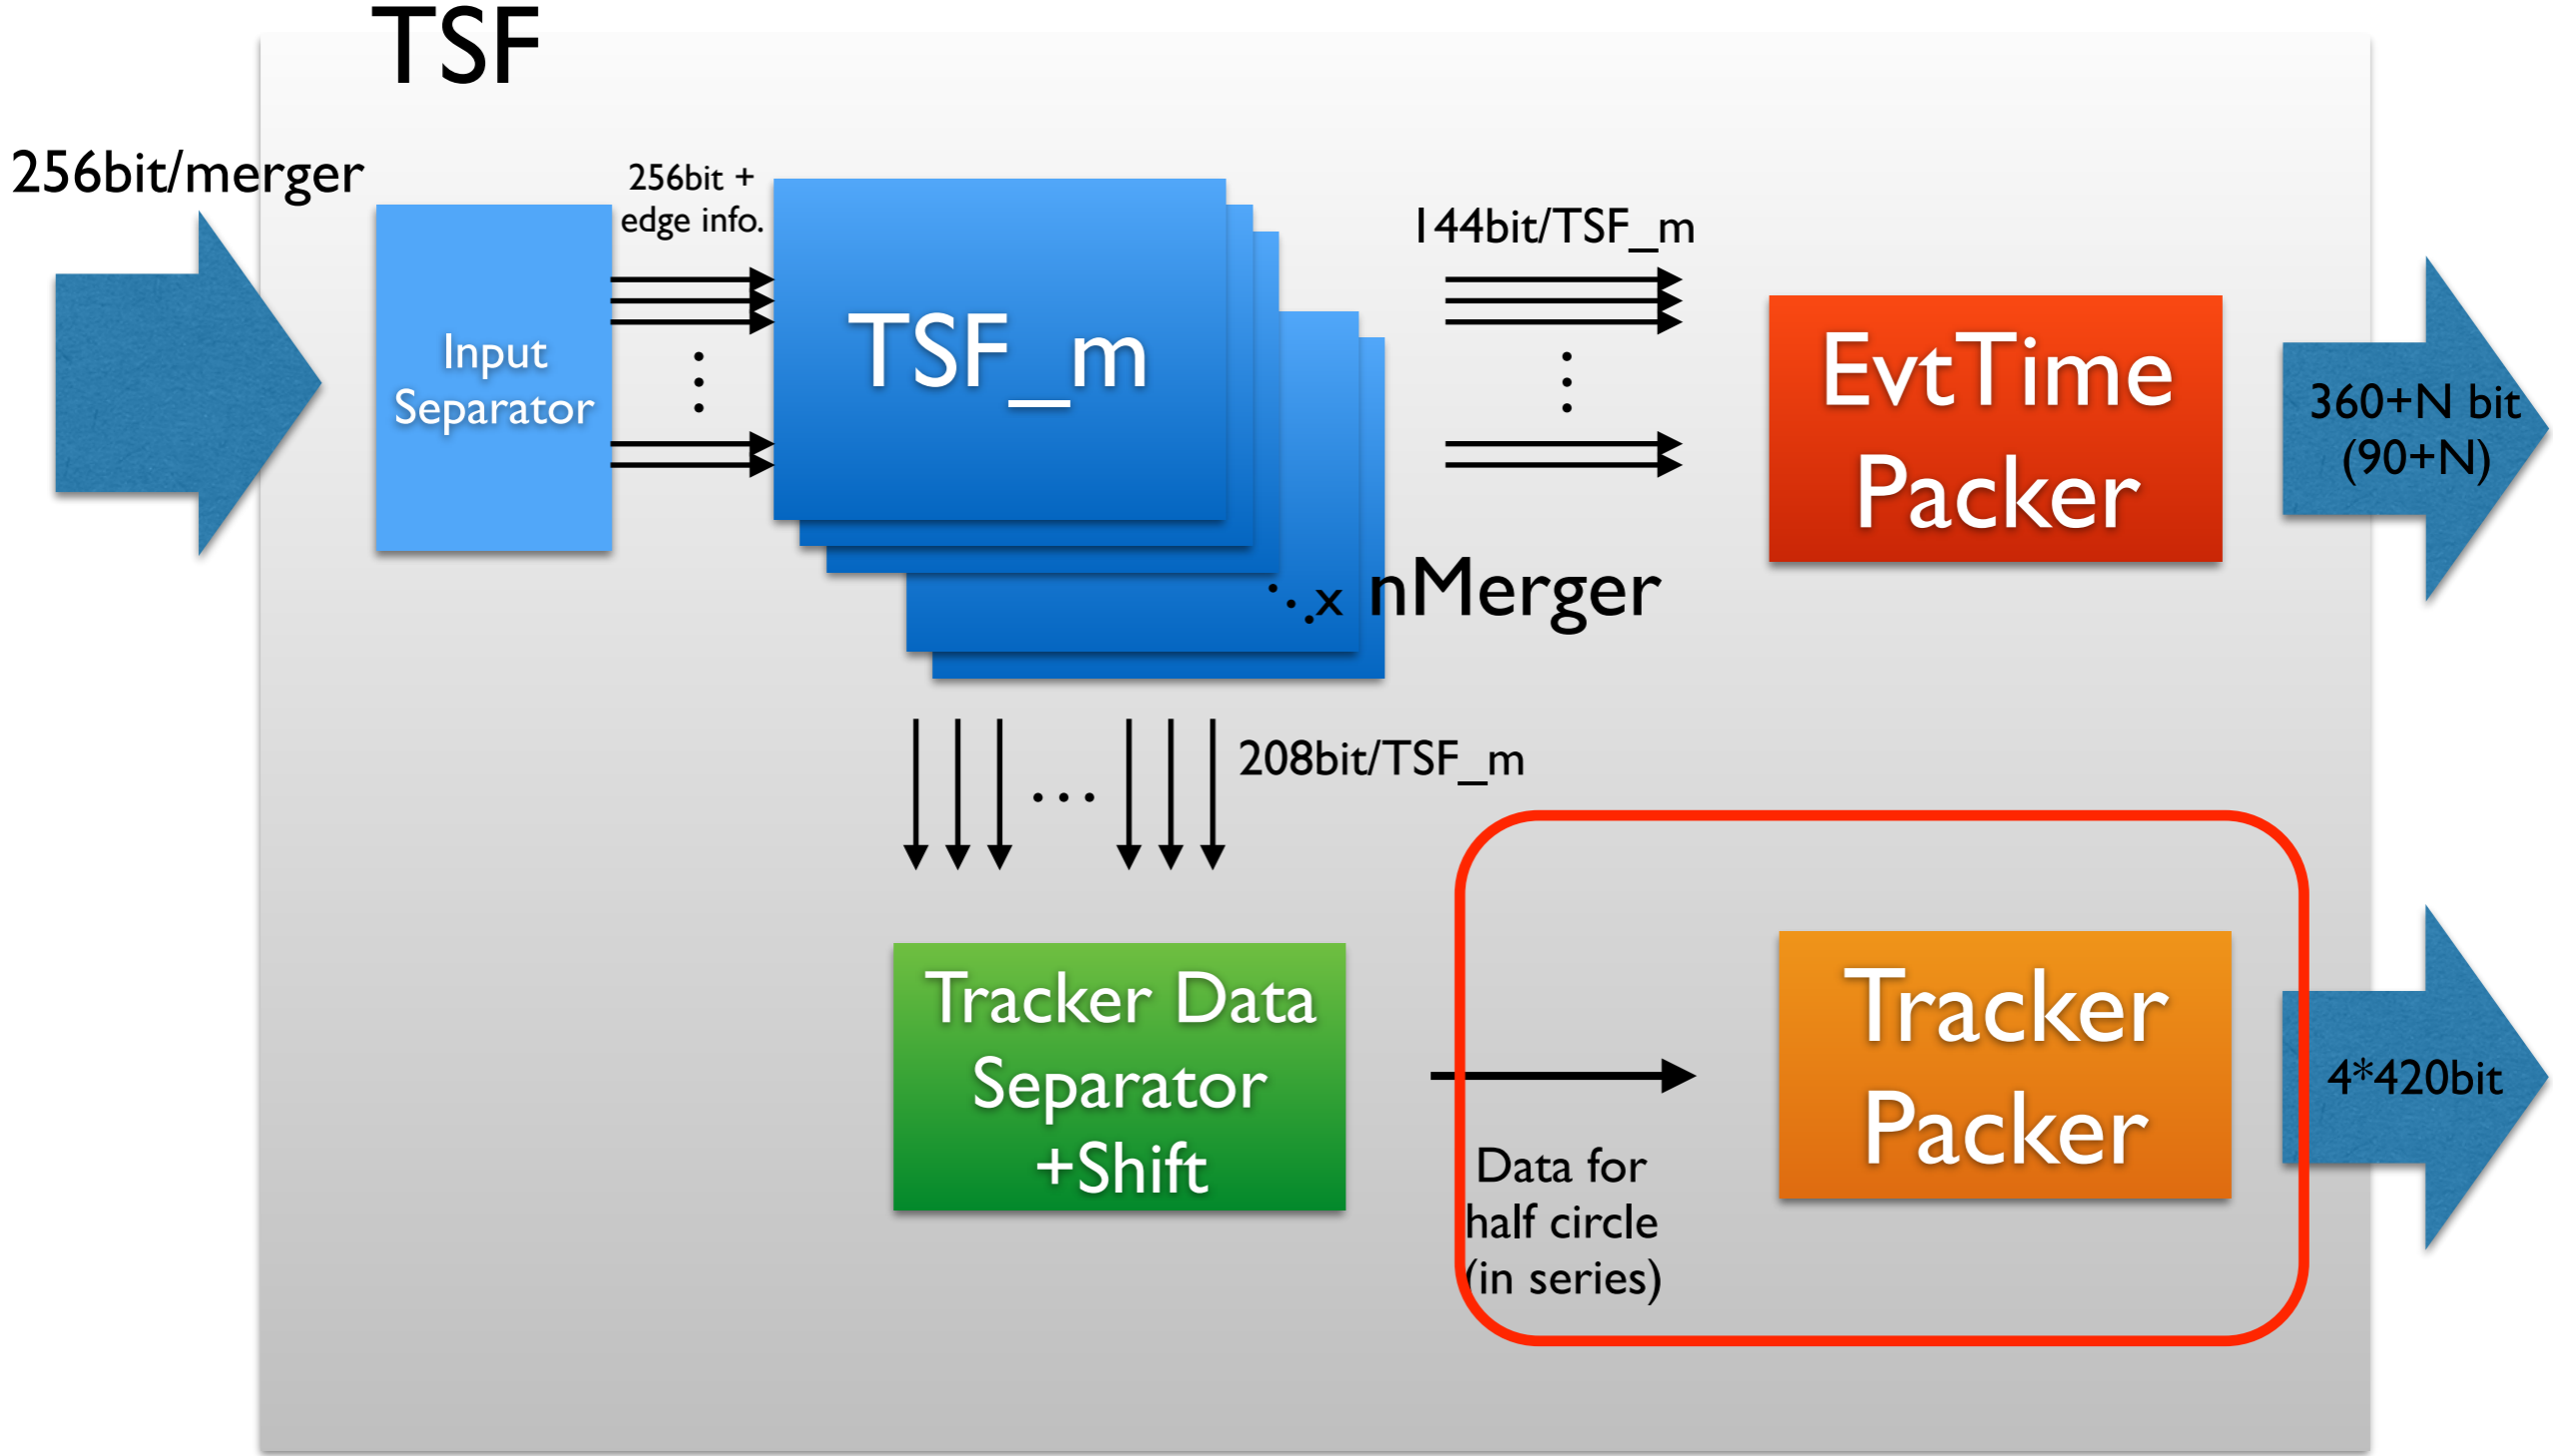 TSF
256bit/merger
256bit +
edge info.
Input
Separator
TSF_m
x nMerger
144bit/TSF_m
EvtTime
Packer
360+N bit
(90+N)
208bit/TSF_m
Tracker Data
Separator
+Shift
Data for
half circle
(in series)
Tracker
Packer
4*420bit